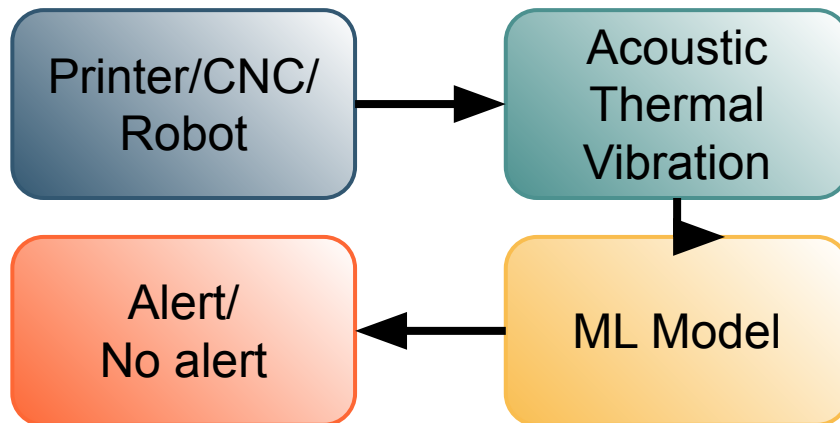 Printer/CNC/
Robot
Acoustic
Thermal
Vibration
Alert/
No alert
ML Model